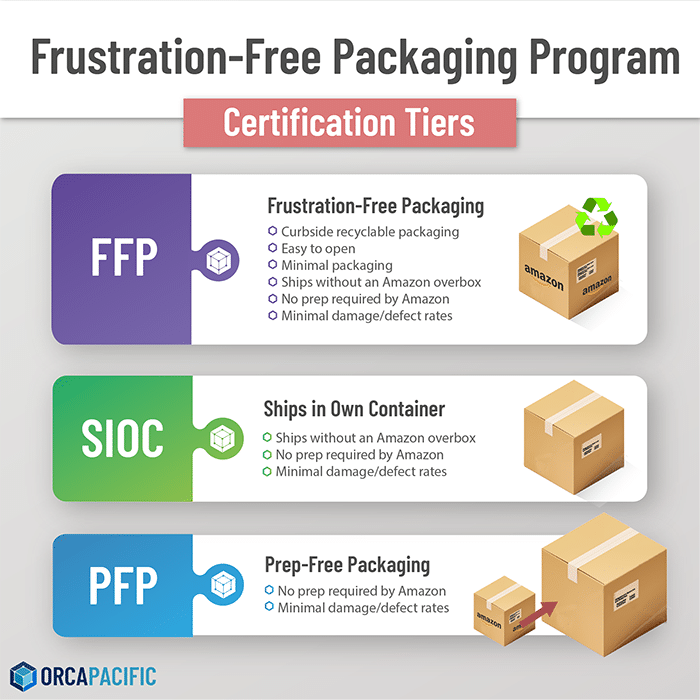 Frustration-Free Packaging Program
Certification Tiers
FFP
Frustration-Free Packaging
Curbside recyclable packaging
Easy to open
Minimal packaging
Ships without an Amazon overbox
No prep required by Amazon
Minimal damage/defect rates
amazon
amazon
SIOC
Ships in Own Container
Ships without an Amazon overbox
No prep required by Amazon
Minimal damage/defect rates
PFP
Prep-Free Packaging
No prep required by Amazon
Minimal damage/defect rates
amazon
ORCAPACIFIC